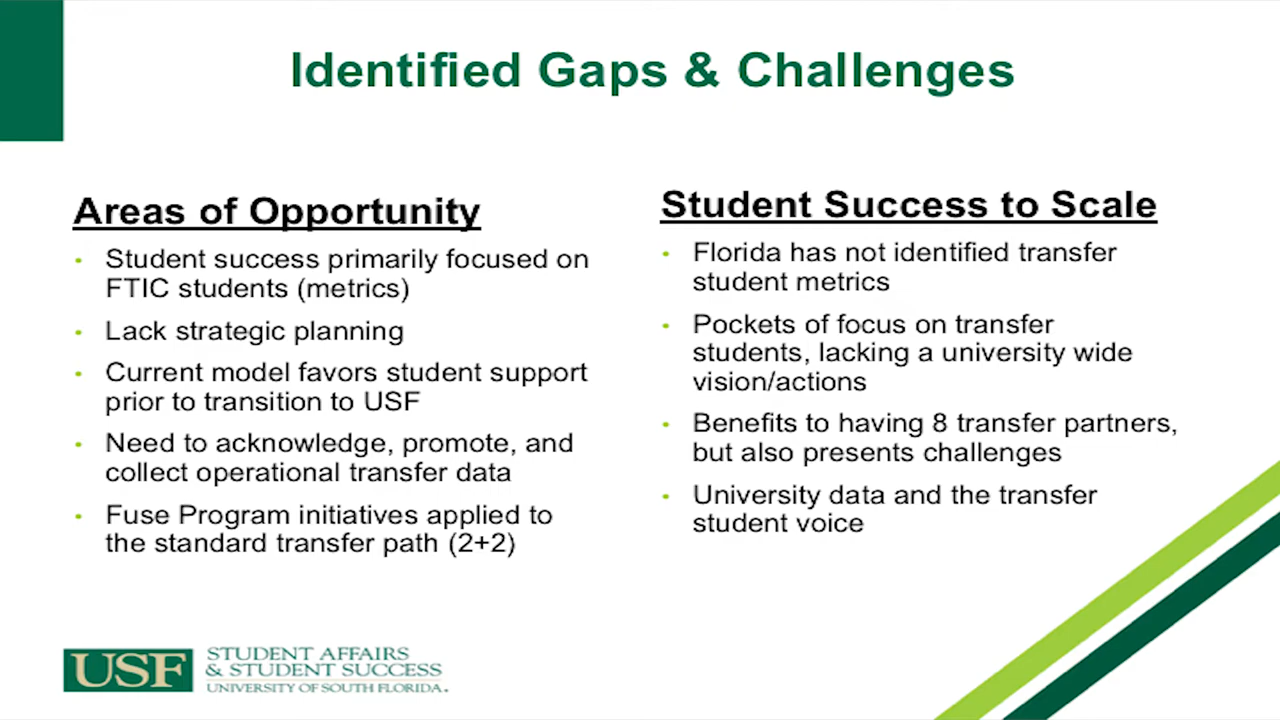 Identified Gaps & Challenges
Areas of Opportunity
• Student success primarily focused on
FTIC students (metrics)
• Lack strategic planning
• Current model favors student support
prior to transition to USF
• Need to acknowledge, promote, and
collect operational transfer data
• Fuse Program initiatives applied to
the standard transfer path (2+2)
Student Success to Scale
• Florida has not identified transfer
student metrics
• Pockets of focus on transfer
students, lacking a university wide
vision/actions
• Benefits to having 8 transfer partners,
but also presents challenges
• University data and the transfer
student voice
USF
STUDENT AFFAIRS
& STUDENT SUCCESS
UNIVERSITY OF SOUTH FLORIDA.